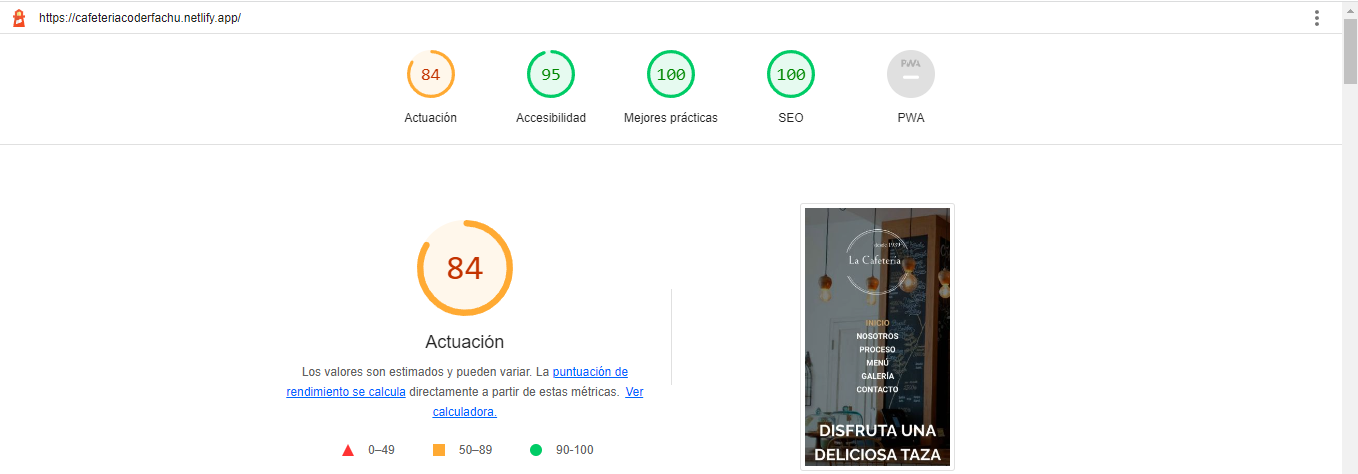 https://cafeteriacoderfachu.netlify.app/
84
95
100
100
PWA
Actuación
Accesibilidad
Mejores prácticas
SEO
PWA
84
Actuación
Los valores son estimados y pueden variar. La puntuación de
rendimiento se calcula directamente a partir de estas métricas. Ver
calculadora.
0–49
50–89
90-100
desde 1939
La Cafetería
INICIO
NOSOTROS
PROCESO
MENÚ
GALERÍA
CONTACTO
DISFRUTA UNA
DELICIOSA TAZA